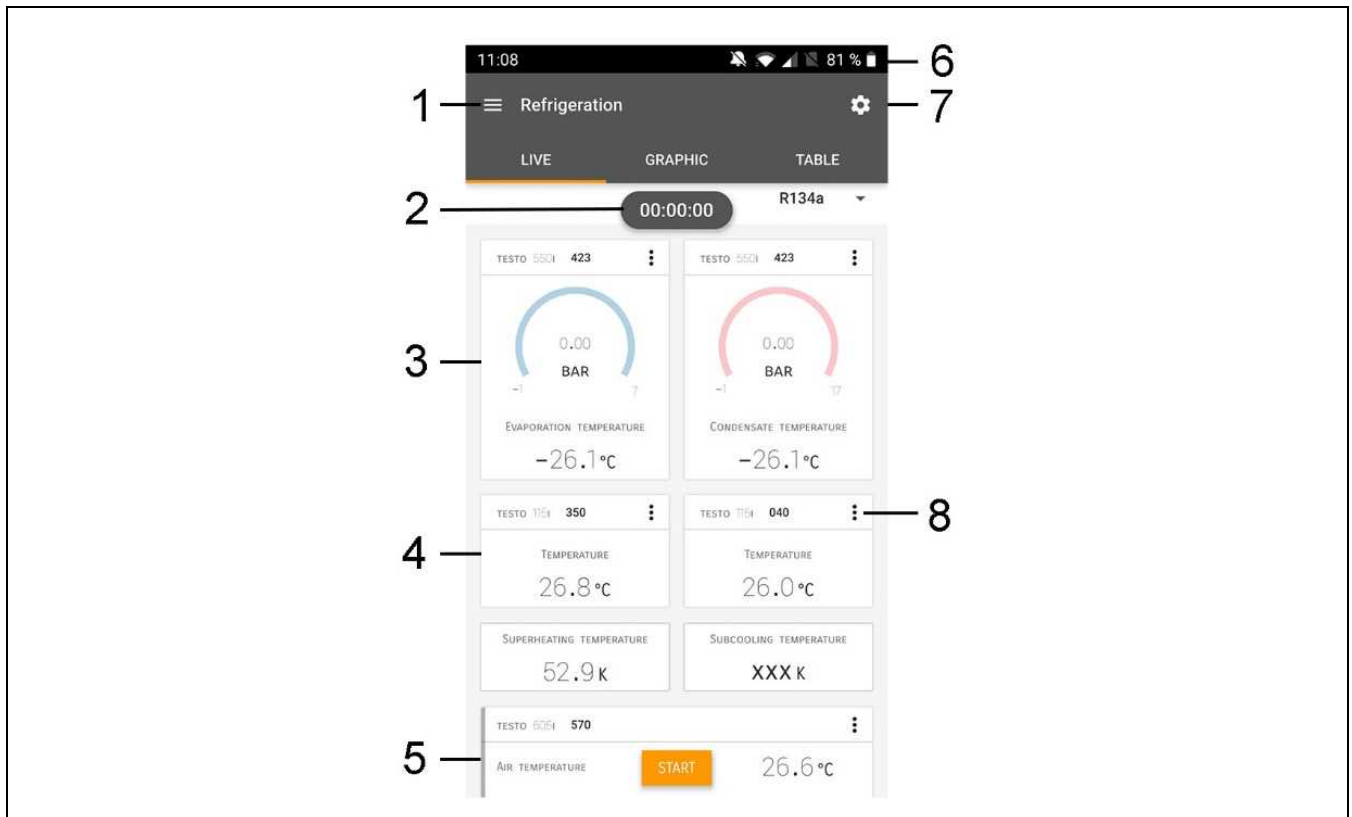 11:08 81 % 6
1 Refrigeration 7
LIVE GRAPHIC TABLE
2 00:00:00 R134a
TESTO 550I 423 TESTO 550I 423
0.00 0.00
3 BAR BAR
-1 7 -1 17
EVAPORATION TEMPERATURE CONDENSATE TEMPERATURE
-26.1°C -26.1°C
TESTO 115I 350 TESTO 115I 040 8
4 TEMPERATURE TEMPERATURE
26.8°C 26.0°C
SUPERHEATING TEMPERATURE SUBCOOLING TEMPERATURE
52.9 K XXX K
TESTO 605I 570
5 AIR TEMPERATURE START 26.6°C